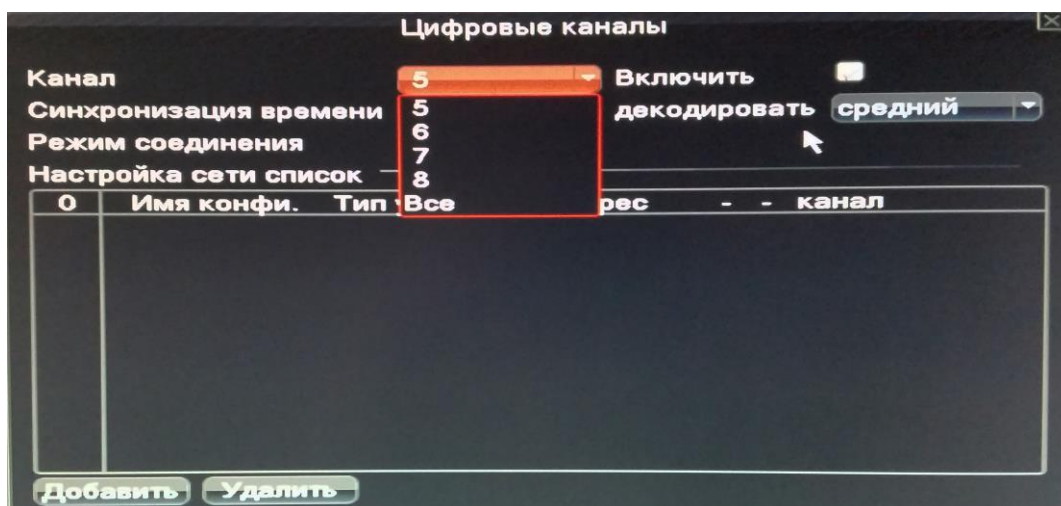 Цифровые каналы
Канал 5 Включить
Синхронизация времени 5 декодировать средний
Режим соединения 6
7
Настройка сети список 8
0 Имя конфи. Тип Все рес - - канал
Добавить Удалить